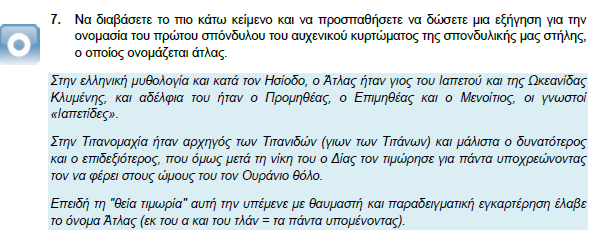 7. Να διαβάσετε το πιο κάτω κείμενο και να προσπαθήσετε να δώσετε μια εξήγηση για την
ονομασία του πρώτου σπόνδυλου του αυχενικού κυρτώματος της σπονδυλικής μας στήλης,
ο οποίος ονομάζεται άτλας.
Στην ελληνική μυθολογία και κατά τον Ησίοδο, ο Άτλας ήταν γιος του Ιαπετού και της Ωκεανίδας
Κλυμένης, και αδέλφια του ήταν ο Προμηθέας, ο Επιμηθέας και ο Μενοίτιος, οι γνωστοί
«Ιαπετίδες».
Στην Τιτανομαχία ήταν αρχηγός των Τιτανιδών (γιων των Τιτάνων) και μάλιστα ο δυνατότερος
και ο επιδεξιότερος, που όμως μετά τη νίκη του ο Δίας τον τιμώρησε για πάντα υποχρεώνοντας
τον να φέρει στους ώμους του τον Ουράνιο θόλο.
Επειδή τη "θεία τιμωρία" αυτή την υπέμενε με θαυμαστή και παραδειγματική εγκαρτέρηση έλαβε
το όνομα Άτλας (εκ του α και του τλάν = τα πάντα υπομένοντας).